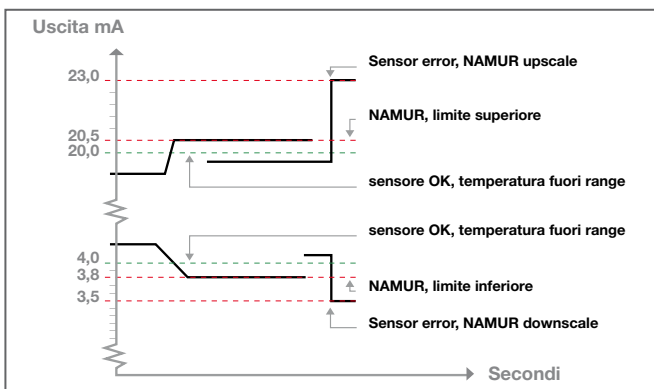 Uscita mA
Sensor error, NAMUR upscale
23,0
NAMUR, limite superiore
20,5
20,0
sensore OK, temperatura fuori range
sensore OK, temperatura fuori range
4,0
3,8
NAMUR, limite inferiore
3,5
Sensor error, NAMUR downscale
Secondi